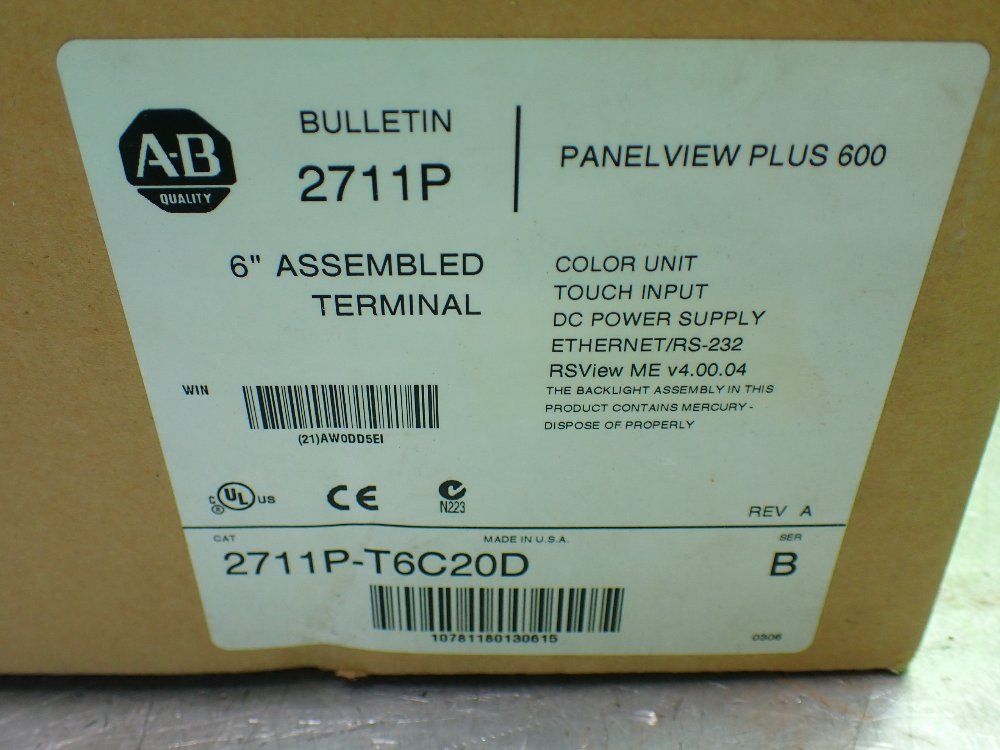 A-B
QUALITY
BULLETIN
2711P
PANELVIEW PLUS 600
6" ASSEMBLED
TERMINAL
COLOR UNIT
TOUCH INPUT
DC POWER SUPPLY
ETHERNET/RS-232
RSView ME v4.00.04
THE BACKLIGHT ASSEMBLY IN THIS
PRODUCT CONTAINS MERCURY -
DISPOSE OF PROPERLY
WIN
(21)AW0DD5EI
C UL US
®
CE
N223
REV A
CAT
MADE IN U.S.A.
SER
2711P-T6C20D
B
10781180130615
0306